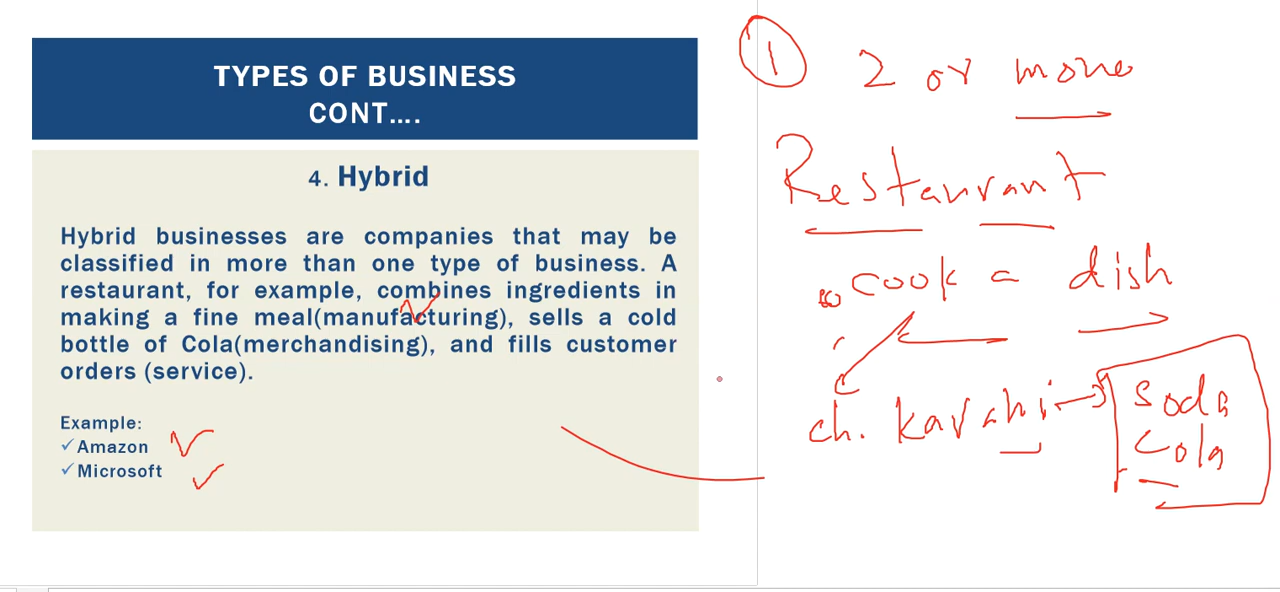 TYPES OF BUSINESS
CONT....
4. Hybrid
Hybrid businesses are companies that may be
classified in more than one type of business. A
restaurant, for example, combines ingredients in
making a fine meal(manufacturing), sells a cold
bottle of Cola(merchandising), and fills customer
orders (service).
Example:
✓Amazon
✓Microsoft
1
2 or more
Restaurant
cook a dish
ch. karahi → soda
cola